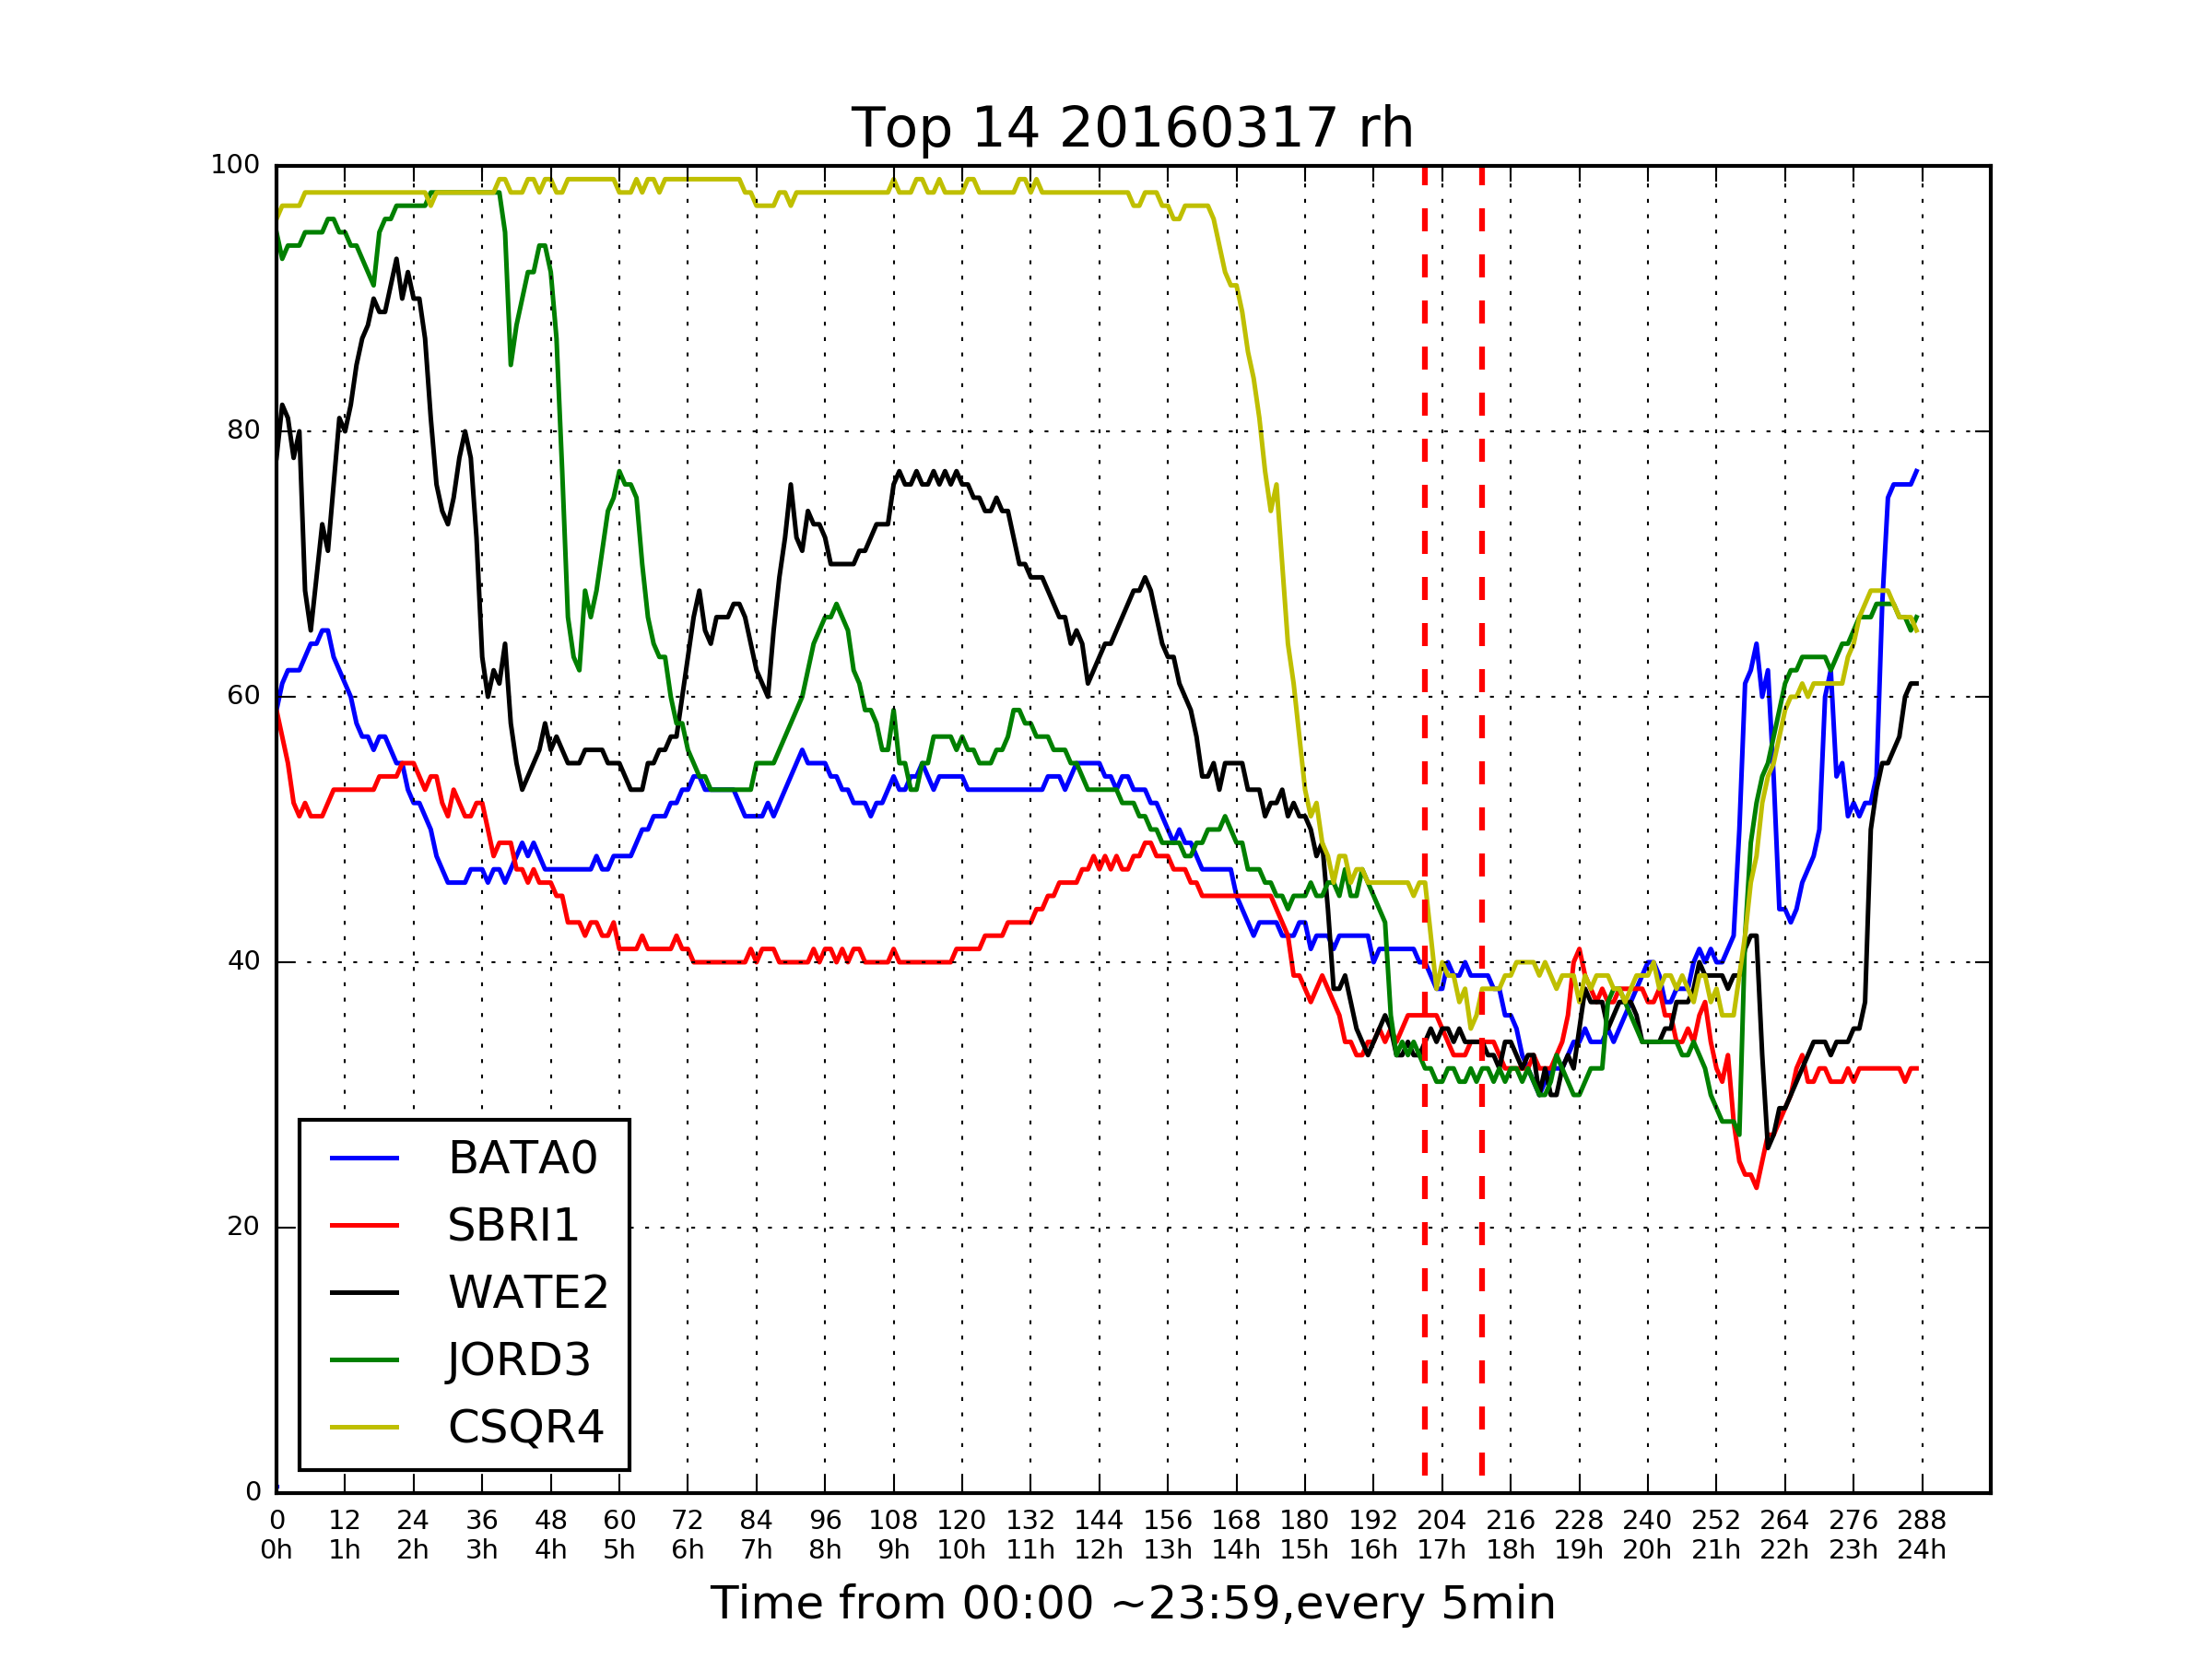 Top 14 20160317 rh
100
80
60
40
20
0
BATA0
SBRI1
WATE2
JORD3
CSQR4
0 12 24 36 48 60 72 84 96 108 120 132 144 156 168 180 192 204 216 228 240 252 264 276 288
0h 1h 2h 3h 4h 5h 6h 7h 8h 9h 10h 11h 12h 13h 14h 15h 16h 17h 18h 19h 20h 21h 22h 23h 24h
Time from 00:00 ~23:59,every 5min